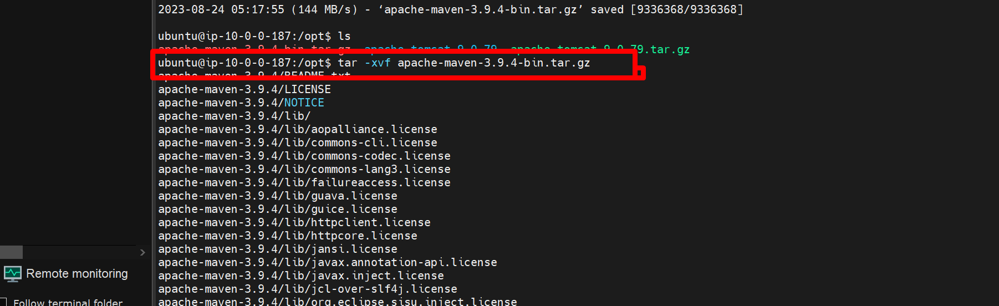 2023-08-24 05:17:55 (144 MB/s) - ‘apache-maven-3.9.4-bin.tar.gz’ saved [9336368/9336368]
ubuntu@ip-10-0-0-187:/opt$ ls
apache-maven-3.9.4-bin.tar.gz apache-tomcat-9.0.79 apache-tomcat-9.0.79.tar.gz
ubuntu@ip-10-0-0-187:/opt$ tar -xvf apache-maven-3.9.4-bin.tar.gz
apache-maven-3.9.4/README.txt
apache-maven-3.9.4/LICENSE
apache-maven-3.9.4/NOTICE
apache-maven-3.9.4/lib/
apache-maven-3.9.4/lib/aopalliance.license
apache-maven-3.9.4/lib/commons-cli.license
apache-maven-3.9.4/lib/commons-codec.license
apache-maven-3.9.4/lib/commons-lang3.license
apache-maven-3.9.4/lib/failureaccess.license
apache-maven-3.9.4/lib/guava.license
apache-maven-3.9.4/lib/guice.license
apache-maven-3.9.4/lib/httpclient.license
apache-maven-3.9.4/lib/httpcore.license
apache-maven-3.9.4/lib/jansi.license
apache-maven-3.9.4/lib/javax.annotation-api.license
apache-maven-3.9.4/lib/javax.inject.license
apache-maven-3.9.4/lib/jcl-over-slf4j.license
apache-maven-3.9.4/lib/org.eclipse.sisu.inject.license
Remote monitoring
Follow terminal folder